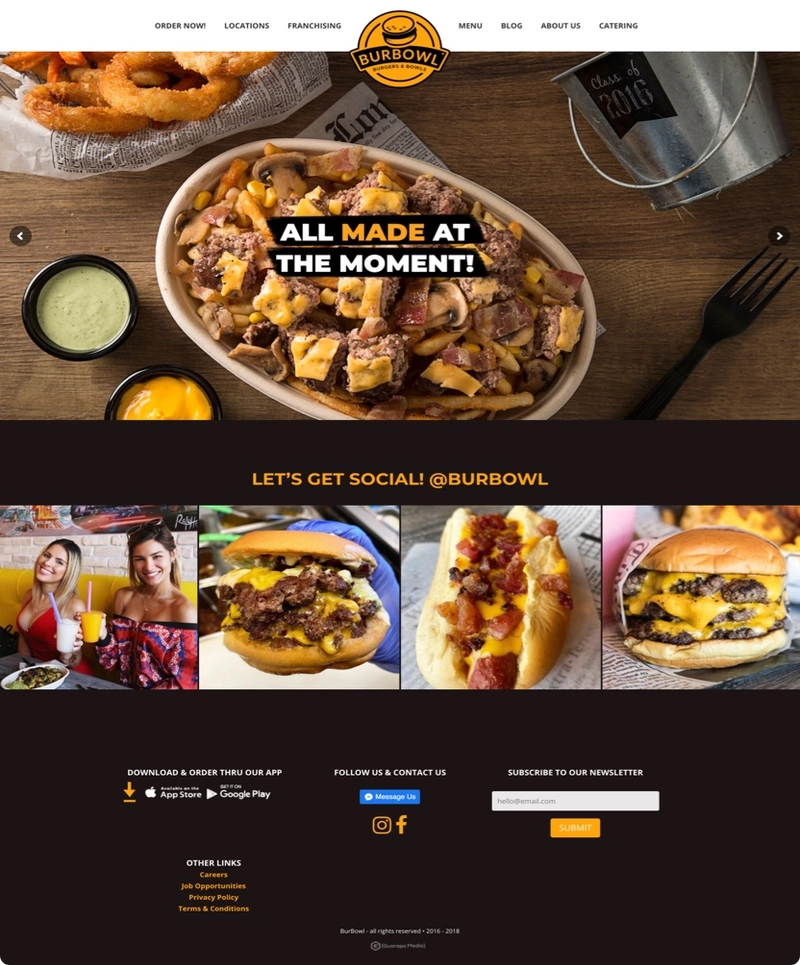 ORDER NOW!
LOCATIONS
FRANCHISING
BURBOWL
BURGERS & BOWLS
MENU
BLOG
ABOUT US
CATERING
Class of
2016
ALL MADE AT
THE MOMENT!
LET'S GET SOCIAL! @BURBOWL
DOWNLOAD & ORDER THRU OUR APP
Available on the
App Store
GET IT ON
Google Play
FOLLOW US & CONTACT US
Message Us
SUBSCRIBE TO OUR NEWSLETTER
hello@email.com
SUBMIT
OTHER LINKS
Careers
Job Opportunities
Privacy Policy
Terms & Conditions
BurBowl - all rights reserved • 2016 - 2018